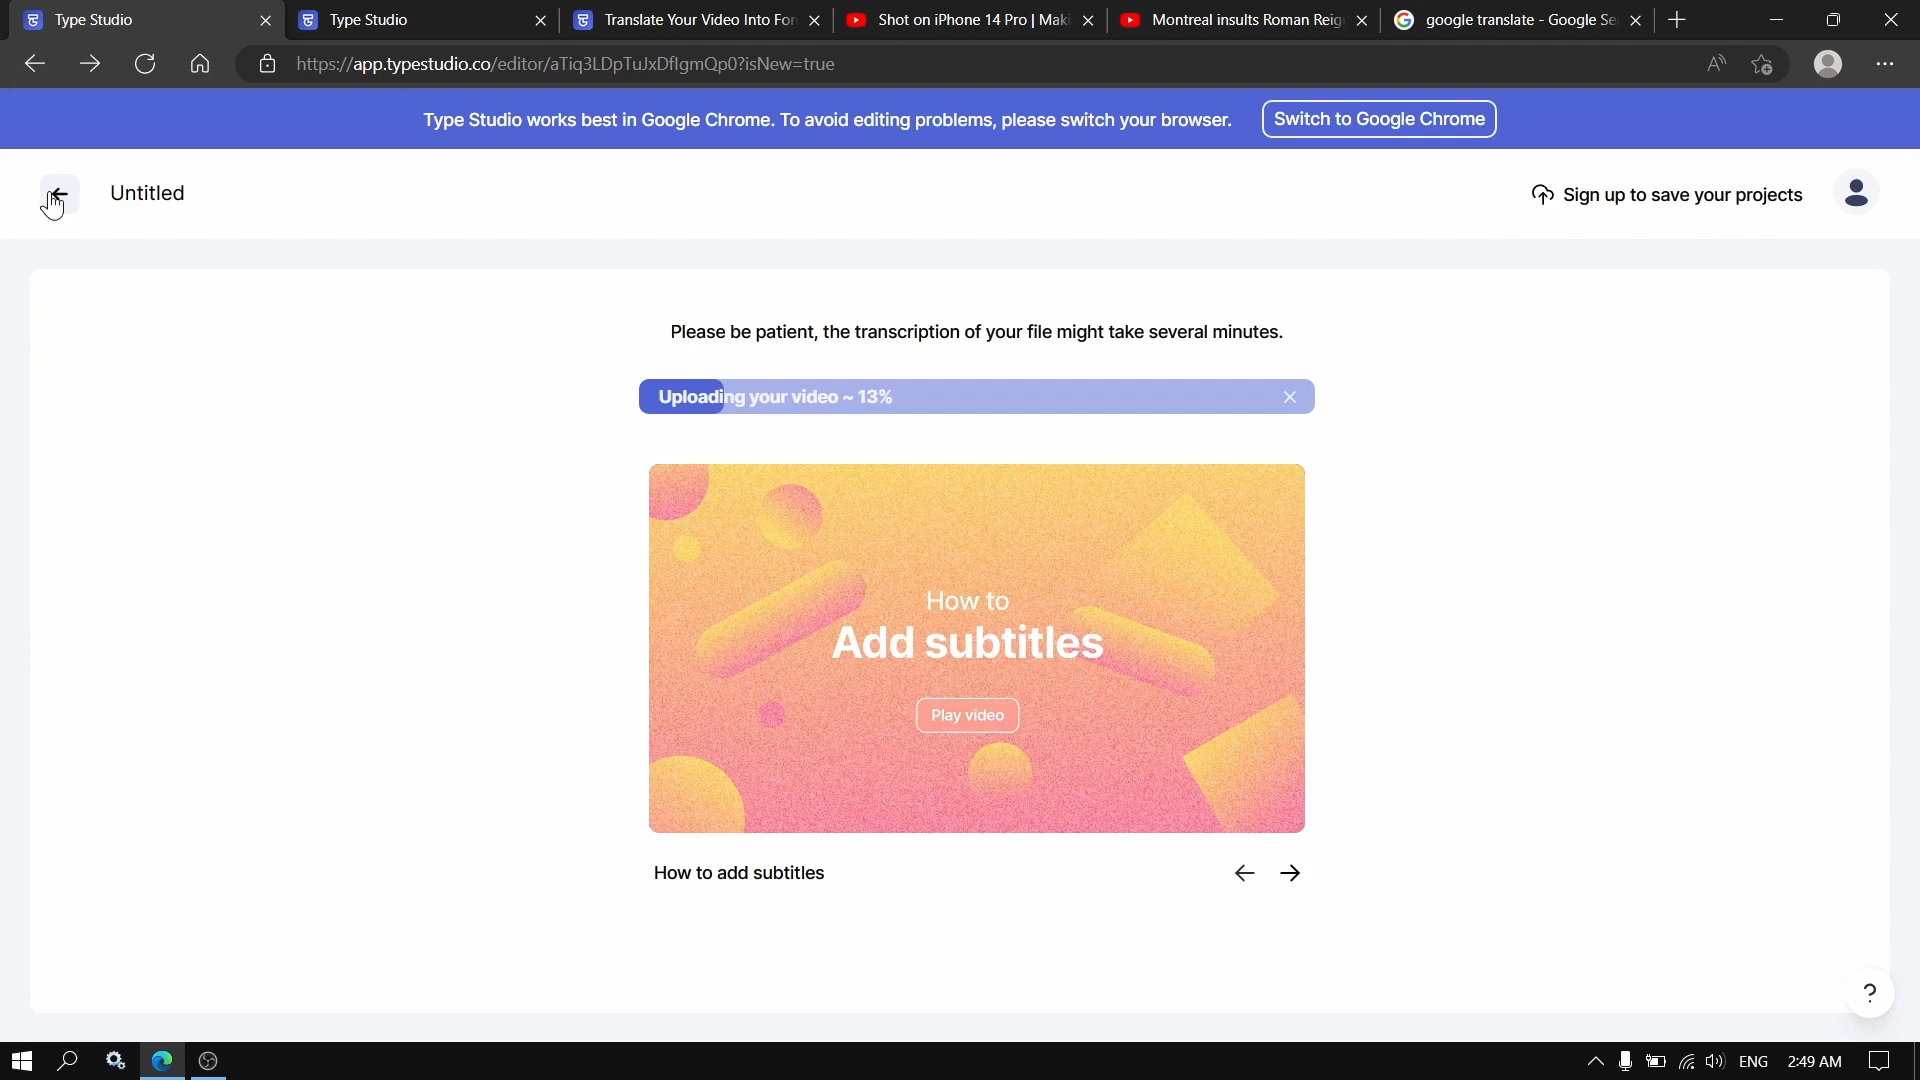 Type Studio
Type Studio
Translate Your Video Into For
Shot on iPhone 14 Pro | Maki
Montreal insults Roman Reig
google translate - Google Se
https://app.typestudio.co/editor/aTiq3LDpTuJxDflgmQp0?isNew=true
Type Studio works best in Google Chrome. To avoid editing problems, please switch your browser.
Switch to Google Chrome
Untitled
Sign up to save your projects
Please be patient, the transcription of your file might take several minutes.
Uploading your video ~ 13%
How to
Add subtitles
Play video
How to add subtitles
?
ENG
2:49 AM